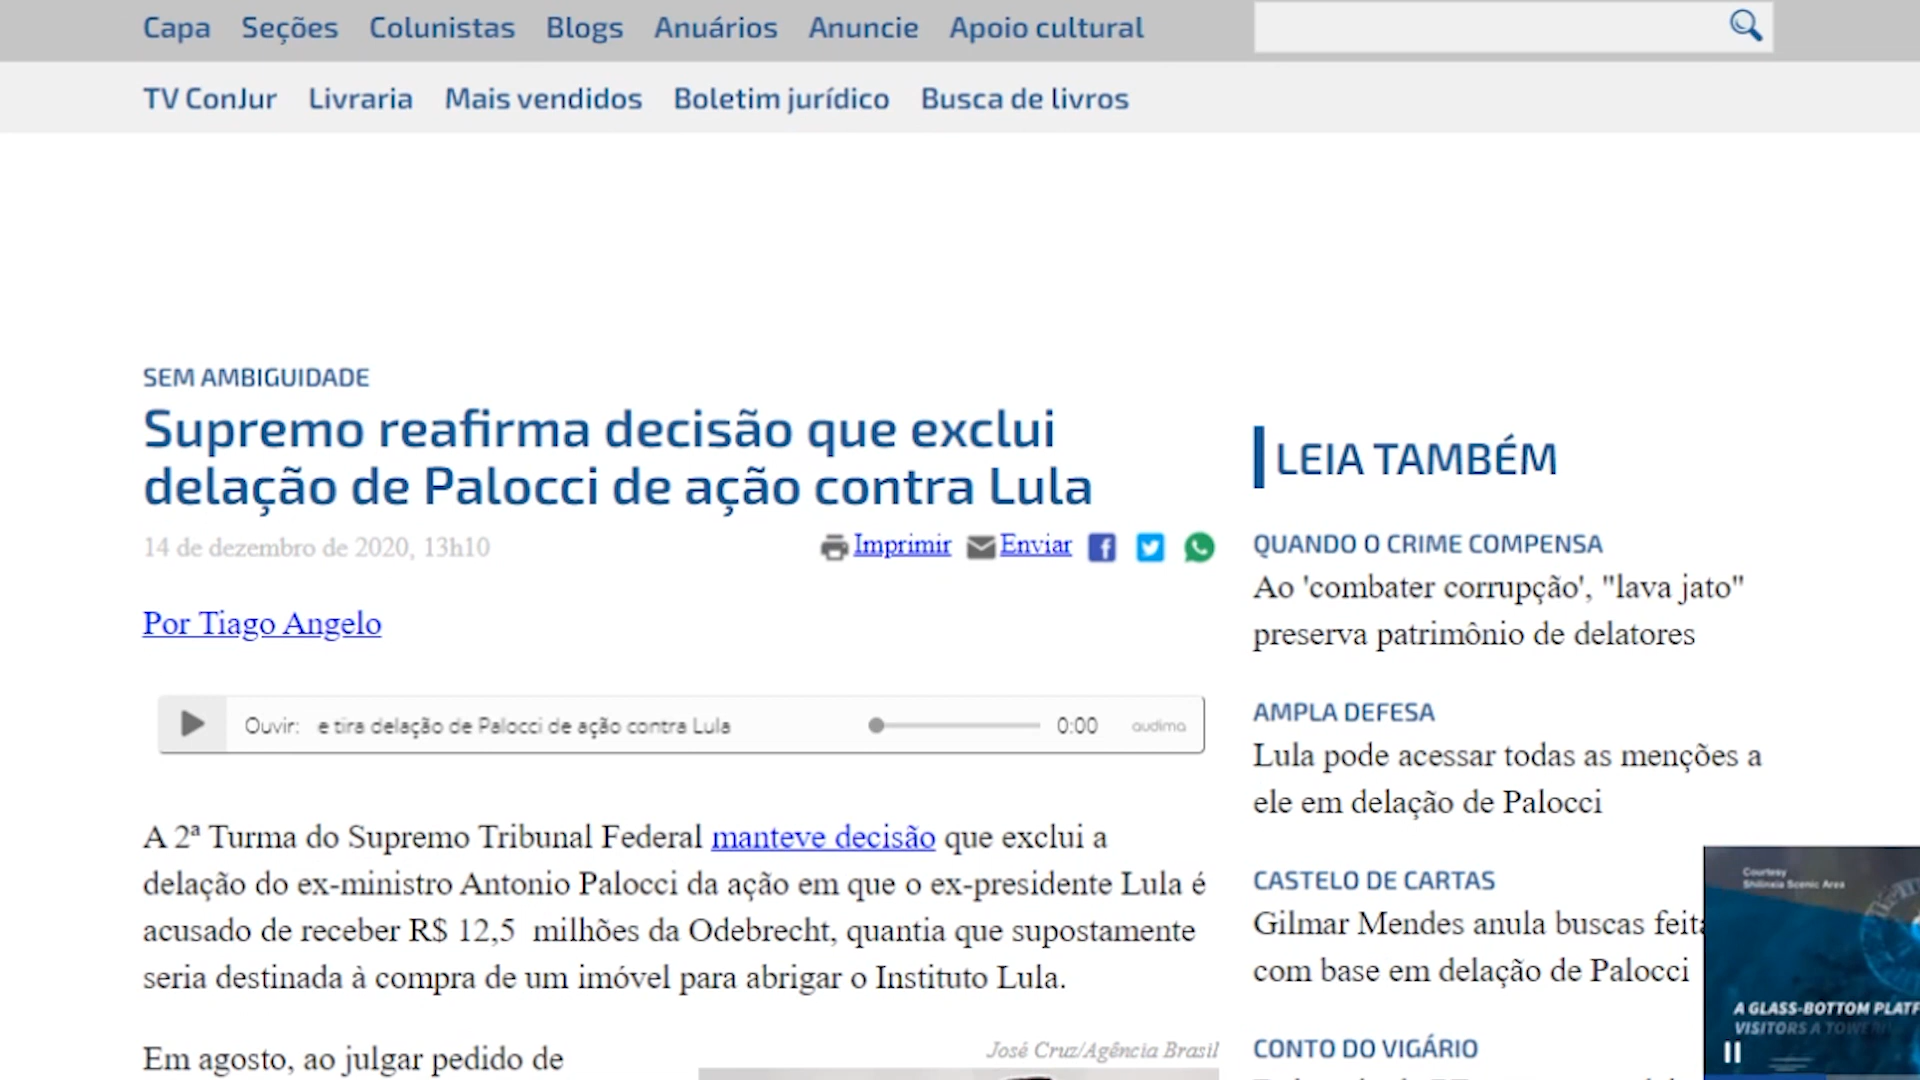 Capa Seções Colunistas Blogs Anuários Anuncie Apoio cultural
TV ConJur Livraria Mais vendidos Boletim jurídico Busca de livros
SEM AMBIGUIDADE
Supremo reafirma decisão que exclui
delação de Palocci de ação contra Lula
14 de dezembro de 2020, 13h10
Imprimir Enviar
Por Tiago Angelo
Ouvir: e tira delação de Palocci de ação contra Lula 0:00 audima
A 2ª Turma do Supremo Tribunal Federal manteve decisão que exclui a
delação do ex-ministro Antonio Palocci da ação em que o ex-presidente Lula é
acusado de receber R$ 12,5 milhões da Odebrecht, quantia que supostamente
seria destinada à compra de um imóvel para abrigar o Instituto Lula.
Em agosto, ao julgar pedido de
José Cruz/Agência Brasil
LEIA TAMBÉM
QUANDO O CRIME COMPENSA
Ao 'combater corrupção', "lava jato"
preserva patrimônio de delatores
AMPLA DEFESA
Lula pode acessar todas as menções a
ele em delação de Palocci
CASTELO DE CARTAS
Gilmar Mendes anula buscas feita
com base em delação de Palocci
CONTO DO VIGÁRIO
Courtesy
Shilinxia Scenic Area
A GLASS-BOTTOM PLATF
VISITORS A TOWERIN